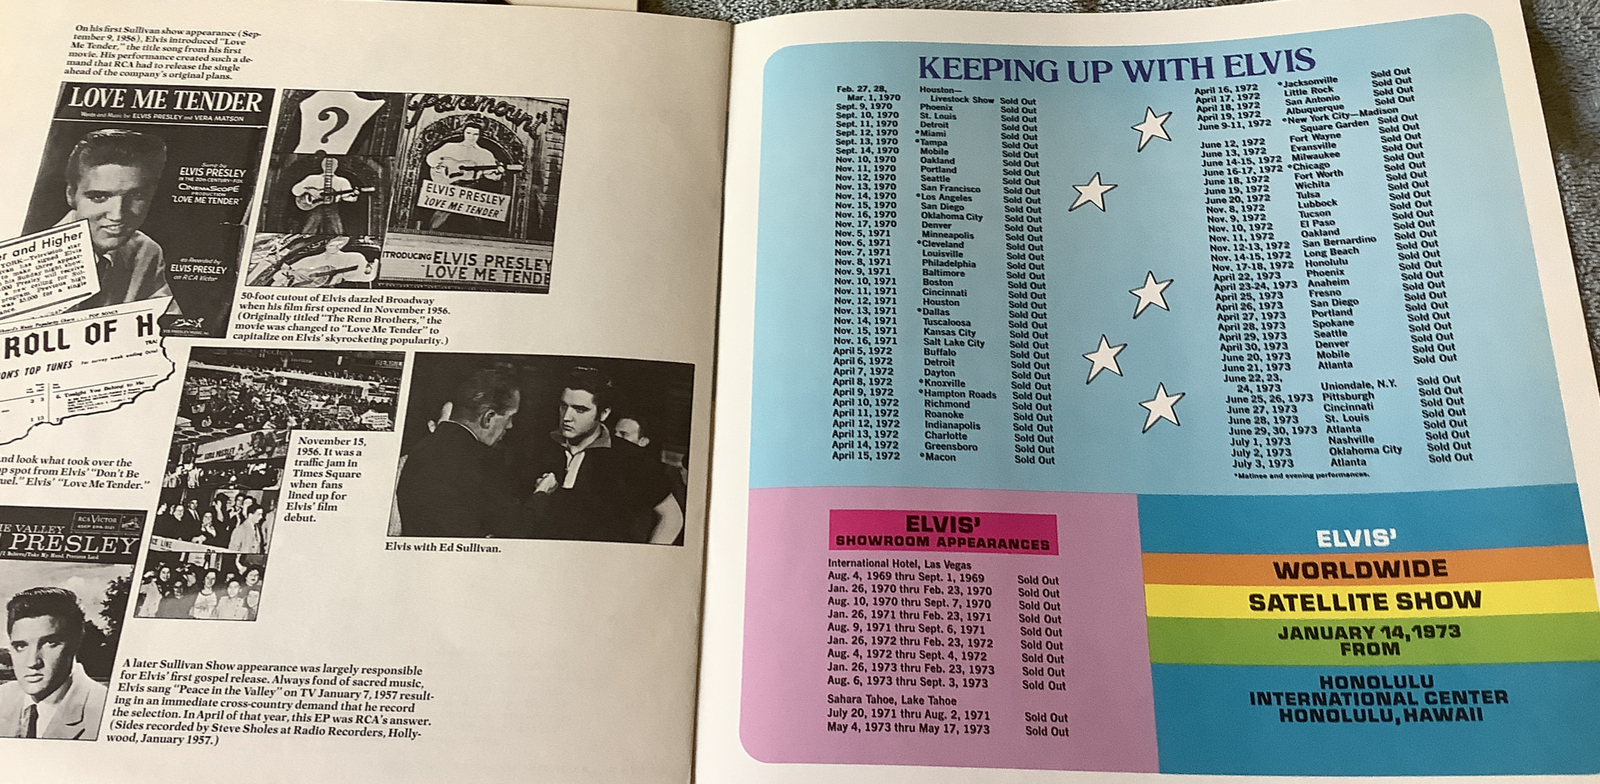 On his first Sullivan show appearance (Sep-
tember 9, 1956), Elvis introduced "Love
Me Tender," the title song from his first
movie. His performance created such a de-
mand that RCA had to release the single
ahead of the company's original plans.
LOVE ME TENDER
Words and Music by ELVIS PRESLEY and VERA MATSON
Sung by
ELVIS PRESLEY
IN THE 20th CENTURY-FOX
CINEMASCOPE
PRODUCTION
"LOVE ME TENDER"
as Recorded by
ELVIS PRESLEY
on RCA Victor
?
Paramount
ELVIS PRESLEY
'LOVE ME TENDER'
INTRODUCING ELVIS PRESLEY
"LOVE ME TENDE
er and Higher
ROLL OF H
ON'S TOP TUNES
50-foot cutout of Elvis dazzled Broadway
when his film first opened in November 1956.
(Originally titled "The Reno Brothers," the
movie was changed to "Love Me Tender" to
capitalize on Elvis' skyrocketing popularity.)
November 15,
1956. It was a
traffic jam in
Times Square
when fans
lined up for
Elvis' film
debut.
Elvis with Ed Sullivan.
nd look what took over the
p spot from Elvis' "Don't Be
uel." Elvis' "Love Me Tender."
RCA VICTOR
E VALLEY
PRESLEY
A later Sullivan Show appearance was largely responsible
for Elvis' first gospel release. Always fond of sacred music,
Elvis sang "Peace in the Valley" on TV January 7, 1957 result-
ing in an immediate cross-country demand that he record
the selection. In April of that year, this EP was RCA's answer.
(Sides recorded by Steve Sholes at Radio Recorders, Holly-
wood, January 1957.)
KEEPING UP WITH ELVIS
Feb. 27, 28, Houston—
Mar. 1, 1970 Livestock Show Sold Out
Sept. 9, 1970 Phoenix Sold Out
Sept. 10, 1970 St. Louis Sold Out
Sept. 11, 1970 Detroit Sold Out
Sept. 12, 1970 *Miami Sold Out
Sept. 13, 1970 *Tampa Sold Out
Sept. 14, 1970 Mobile Sold Out
Nov. 10, 1970 Oakland Sold Out
Nov. 11, 1970 Portland Sold Out
Nov. 12, 1970 Seattle Sold Out
Nov. 13, 1970 San Francisco Sold Out
Nov. 14, 1970 *Los Angeles Sold Out
Nov. 15, 1970 San Diego Sold Out
Nov. 16, 1970 Oklahoma City Sold Out
Nov. 17, 1970 Denver Sold Out
Nov. 5, 1971 Minneapolis Sold Out
Nov. 6, 1971 *Cleveland Sold Out
Nov. 7, 1971 Louisville Sold Out
Nov. 8, 1971 Philadelphia Sold Out
Nov. 9, 1971 Baltimore Sold Out
Nov. 10, 1971 Boston Sold Out
Nov. 11, 1971 Cincinnati Sold Out
Nov. 12, 1971 Houston Sold Out
Nov. 13, 1971 *Dallas Sold Out
Nov. 14, 1971 Tuscaloosa Sold Out
Nov. 15, 1971 Kansas City Sold Out
Nov. 16, 1971 Salt Lake City Sold Out
April 5, 1972 Buffalo Sold Out
April 6, 1972 Detroit Sold Out
April 7, 1972 Dayton Sold Out
April 8, 1972 *Knoxville Sold Out
April 9, 1972 *Hampton Roads Sold Out
April 10, 1972 Richmond Sold Out
April 11, 1972 Roanoke Sold Out
April 12, 1972 Indianapolis Sold Out
April 13, 1972 Charlotte Sold Out
April 14, 1972 Greensboro Sold Out
April 15, 1972 *Macon Sold Out
April 16, 1972 *Jacksonville Sold Out
April 17, 1972 Little Rock Sold Out
April 18, 1972 San Antonio Sold Out
April 19, 1972 Albuquerque Sold Out
June 9-11, 1972 *New York City—Madison
Square Garden Sold Out
June 12, 1972 Fort Wayne Sold Out
June 13, 1972 Evansville Sold Out
June 14-15, 1972 Milwaukee Sold Out
June 16-17, 1972 *Chicago Sold Out
June 18, 1972 Fort Worth Sold Out
June 19, 1972 Wichita Sold Out
June 20, 1972 Tulsa Sold Out
Nov. 8, 1972 Lubbock Sold Out
Nov. 9, 1972 Tucson Sold Out
Nov. 10, 1972 El Paso Sold Out
Nov. 11, 1972 Oakland Sold Out
Nov. 12-13, 1972 San Bernardino Sold Out
Nov. 14-15, 1972 Long Beach Sold Out
Nov. 17-18, 1972 Honolulu Sold Out
April 22, 1973 Phoenix Sold Out
April 23-24, 1973 Anaheim Sold Out
April 25, 1973 Fresno Sold Out
April 26, 1973 San Diego Sold Out
April 27, 1973 Portland Sold Out
April 28, 1973 Spokane Sold Out
April 29, 1973 Seattle Sold Out
April 30, 1973 Denver Sold Out
June 20, 1973 Mobile Sold Out
June 21, 1973 Atlanta Sold Out
June 22, 23,
24, 1973 Uniondale, N.Y. Sold Out
June 25, 26, 1973 Pittsburgh Sold Out
June 27, 1973 Cincinnati Sold Out
June 28, 1973 St. Louis Sold Out
June 29, 30, 1973 Atlanta Sold Out
July 1, 1973 Nashville Sold Out
July 2, 1973 Oklahoma City Sold Out
July 3, 1973 Atlanta Sold Out
*Matinee and evening performances.
ELVIS'
SHOWROOM APPEARANCES
International Hotel, Las Vegas
Aug. 4, 1969 thru Sept. 1, 1969 Sold Out
Jan. 26, 1970 thru Feb. 23, 1970 Sold Out
Aug. 10, 1970 thru Sept. 7, 1970 Sold Out
Jan. 26, 1971 thru Feb. 23, 1971 Sold Out
Aug. 9, 1971 thru Sept. 6, 1971 Sold Out
Jan. 26, 1972 thru Feb. 23, 1972 Sold Out
Aug. 4, 1972 thru Sept. 4, 1972 Sold Out
Jan. 26, 1973 thru Feb. 23, 1973 Sold Out
Aug. 6, 1973 thru Sept. 3, 1973 Sold Out
Sahara Tahoe, Lake Tahoe
July 20, 1971 thru Aug. 2, 1971 Sold Out
May 4, 1973 thru May 17, 1973 Sold Out
ELVIS'
WORLDWIDE
SATELLITE SHOW
JANUARY 14, 1973
FROM
HONOLULU
INTERNATIONAL CENTER
HONOLULU, HAWAII